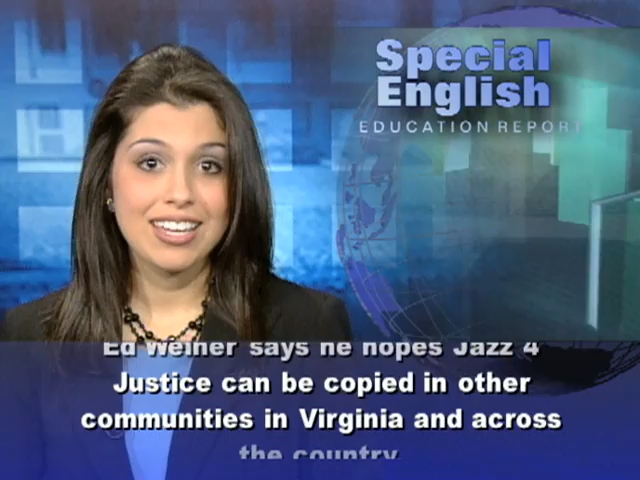 Special
English
EDUCATION REPORT
Ed Weiner says he hopes Jazz 4
Justice can be copied in other
communities in Virginia and across
the country.